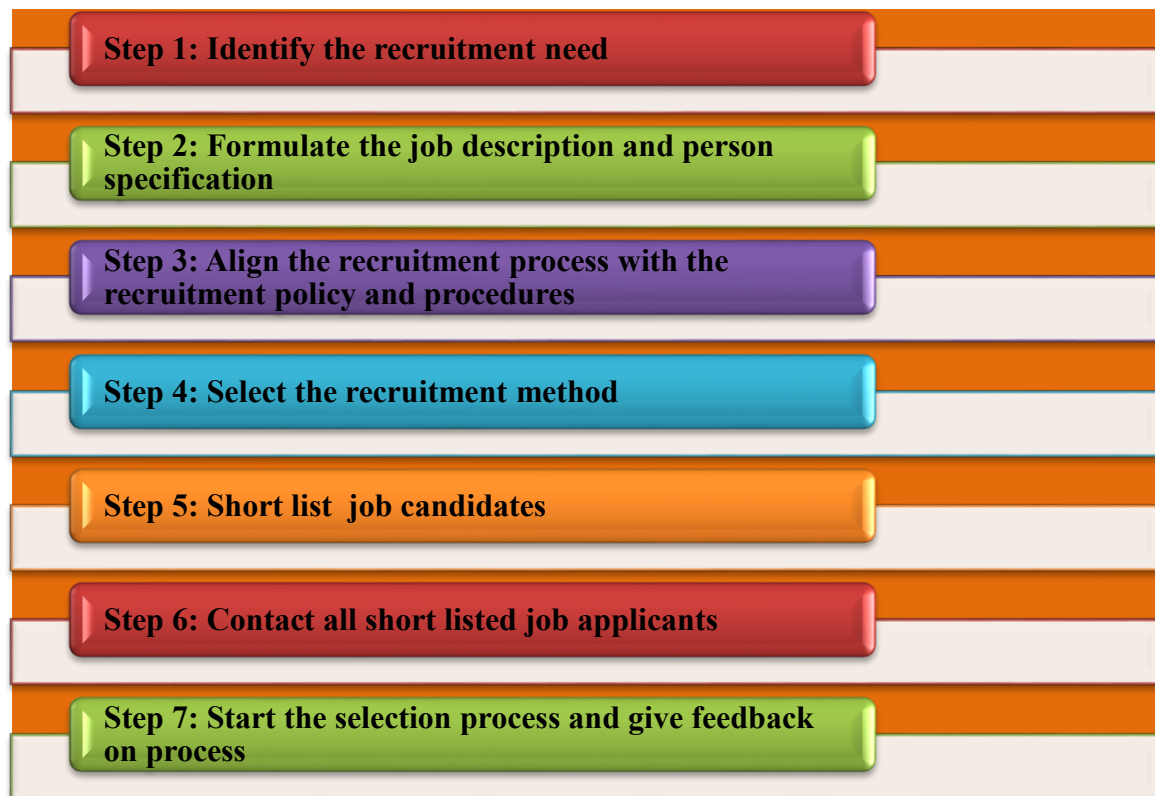 Step 1: Identify the recruitment need
Step 2: Formulate the job description and person
specification
Step 3: Align the recruitment process with the
recruitment policy and procedures
Step 4: Select the recruitment method
Step 5: Short list  job candidates
Step 6: Contact all short listed job applicants
Step 7: Start the selection process and give feedback
on process